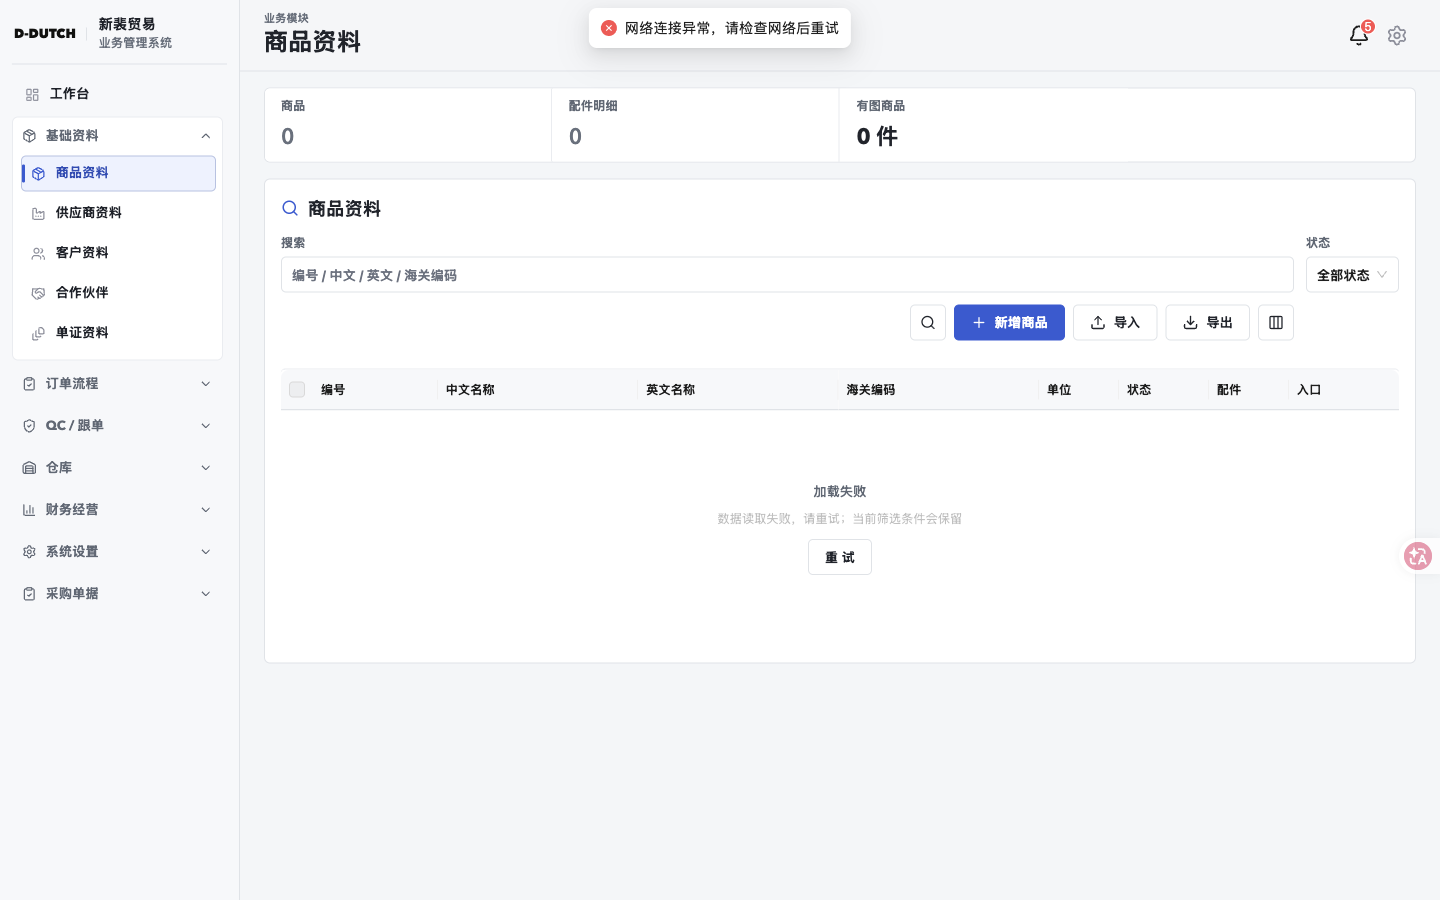 D-DUTCH
新裴贸易
业务管理系统
工作台
基础资料
商品资料
供应商资料
客户资料
合作伙伴
单证资料
订单流程
QC / 跟单
仓库
财务经营
系统设置
采购单据
业务模块
商品资料
网络连接异常，请检查网络后重试
5
商品
0
配件明细
0
有图商品
0 件
商品资料
搜索
编号 / 中文 / 英文 / 海关编码
状态
全部状态
新增商品
导入
导出
编号
中文名称
英文名称
海关编码
单位
状态
配件
入口
加载失败
数据读取失败，请重试；当前筛选条件会保留
重 试